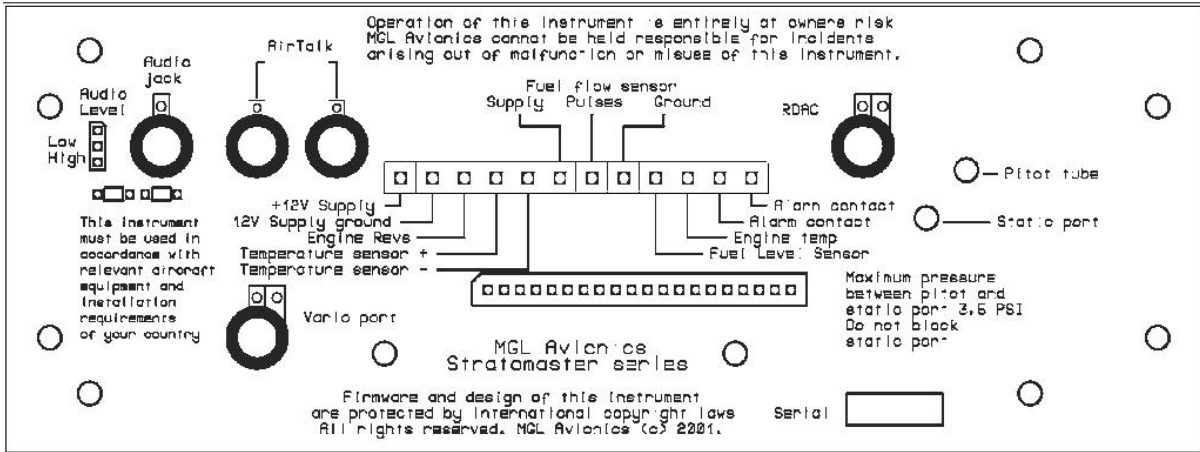 Operation of this instrument is entirely at owners risk
MGL Avionics cannot be held responsible for incidents
arising out of malfunction or misuse of this instrument.
AirTalk
Audio
jack
Audio
Level
Low
High
Fuel flow sensor
Supply Pulses Ground
RDAC
Pitot tube
Static port
+12V Supply
12V Supply ground
Engine Revs
Temperature sensor +
Temperature sensor -
Alarm contact
Alarm contact
Engine temp
Fuel Level Sensor
This instrument
must be used in
accordance with
relevant aircraft
equipment and
installation
requirements
of your country
Vario port
Maximum pressure
between pitot and
static port 3,5 PSI
Do not block
static port
MGL Avionics
Stratomaster series
Firmware and design of this instrument
are protected by international copyright laws
All rights reserved. MGL Avionics (c) 2001.
Serial